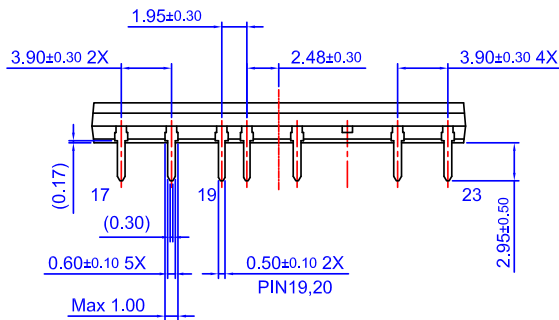 1.95±0.30
3.90±0.30 2X
2.48±0.30
3.90±0.30 4X
(0.17)
17
19
23
(0.30)
2.95±0.50
0.60±0.10 5X
0.50±0.10 2X
PIN19,20
Max 1.00